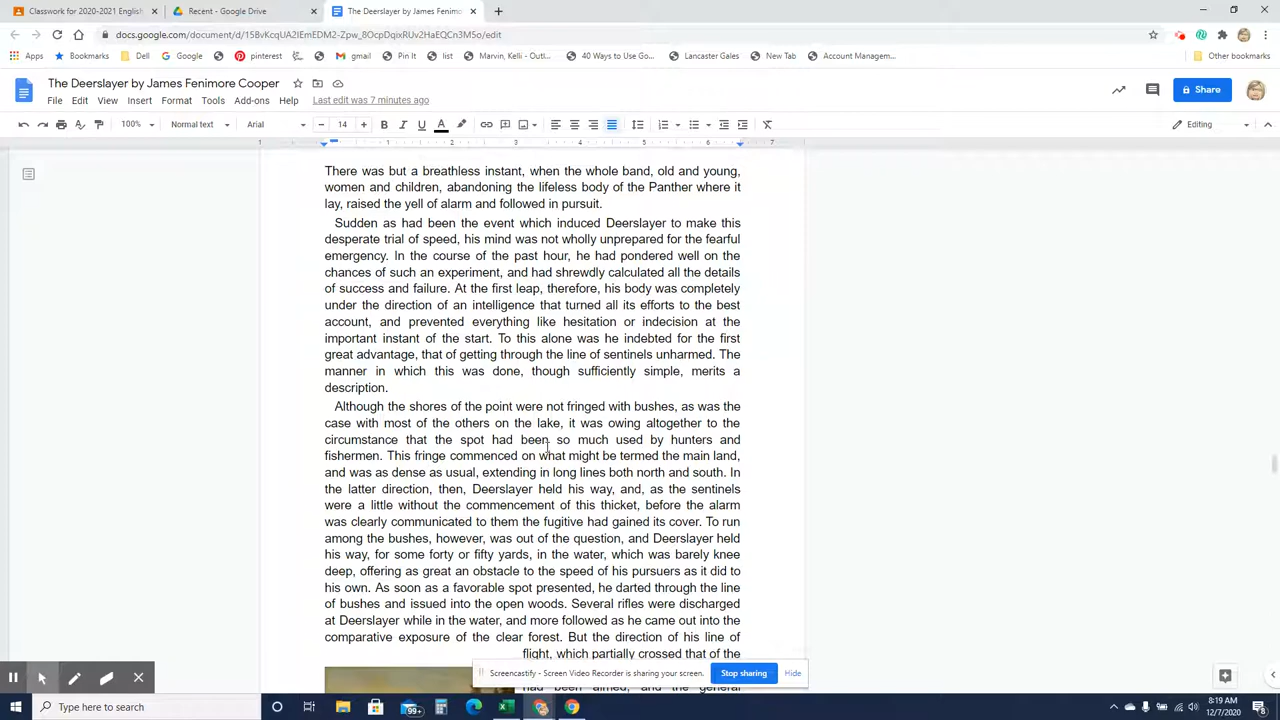 Classwork for 2020-2021 English
Recent - Google Drive
The Deerslayer by James Fenimo
docs.google.com/document/d/
Apps
Bookmarks
Dell
Google
pinterest
gmail
Pin It
list
Marvin, Kelli - Outl...
40 Ways to Use Go...
Lancaster Gales
New Tab
Account Managem...
Other bookmarks
The Deerslayer by James Fenimore Cooper
Share
File Edit View Insert Format Tools Add-ons Help Last edit was 7 minutes ago
100% Normal text Arial 14 B I U A Editing
1 1 2 3 4 5 6 7
There was but a breathless instant, when the whole band, old and young,
women and children, abandoning the lifeless body of the Panther where it
lay, raised the yell of alarm and followed in pursuit.
Sudden as had been the event which induced Deerslayer to make this
desperate trial of speed, his mind was not wholly unprepared for the fearful
emergency. In the course of the past hour, he had pondered well on the
chances of such an experiment, and had shrewdly calculated all the details
of success and failure. At the first leap, therefore, his body was completely
under the direction of an intelligence that turned all its efforts to the best
account, and prevented everything like hesitation or indecision at the
important instant of the start. To this alone was he indebted for the first
great advantage, that of getting through the line of sentinels unharmed. The
manner in which this was done, though sufficiently simple, merits a
description.
Although the shores of the point were not fringed with bushes, as was the
case with most of the others on the lake, it was owing altogether to the
circumstance that the spot had been so much used by hunters and
fishermen. This fringe commenced on what might be termed the main land,
and was as dense as usual, extending in long lines both north and south. In
the latter direction, then, Deerslayer held his way, and, as the sentinels
were a little without the commencement of this thicket, before the alarm
was clearly communicated to them the fugitive had gained its cover. To run
among the bushes, however, was out of the question, and Deerslayer held
his way, for some forty or fifty yards, in the water, which was barely knee
deep, offering as great an obstacle to the speed of his pursuers as it did to
his own. As soon as a favorable spot presented, he darted through the line
of bushes and issued into the open woods. Several rifles were discharged
at Deerslayer while in the water, and more followed as he came out into the
comparative exposure of the clear forest. But the direction of his line of
flight, which partially crossed that of the
Screencastify - Screen Video Recorder is sharing your screen. Stop sharing Hide
had been aimed, and the general
Type here to search
99+
8:19 AM
12/7/2020
8